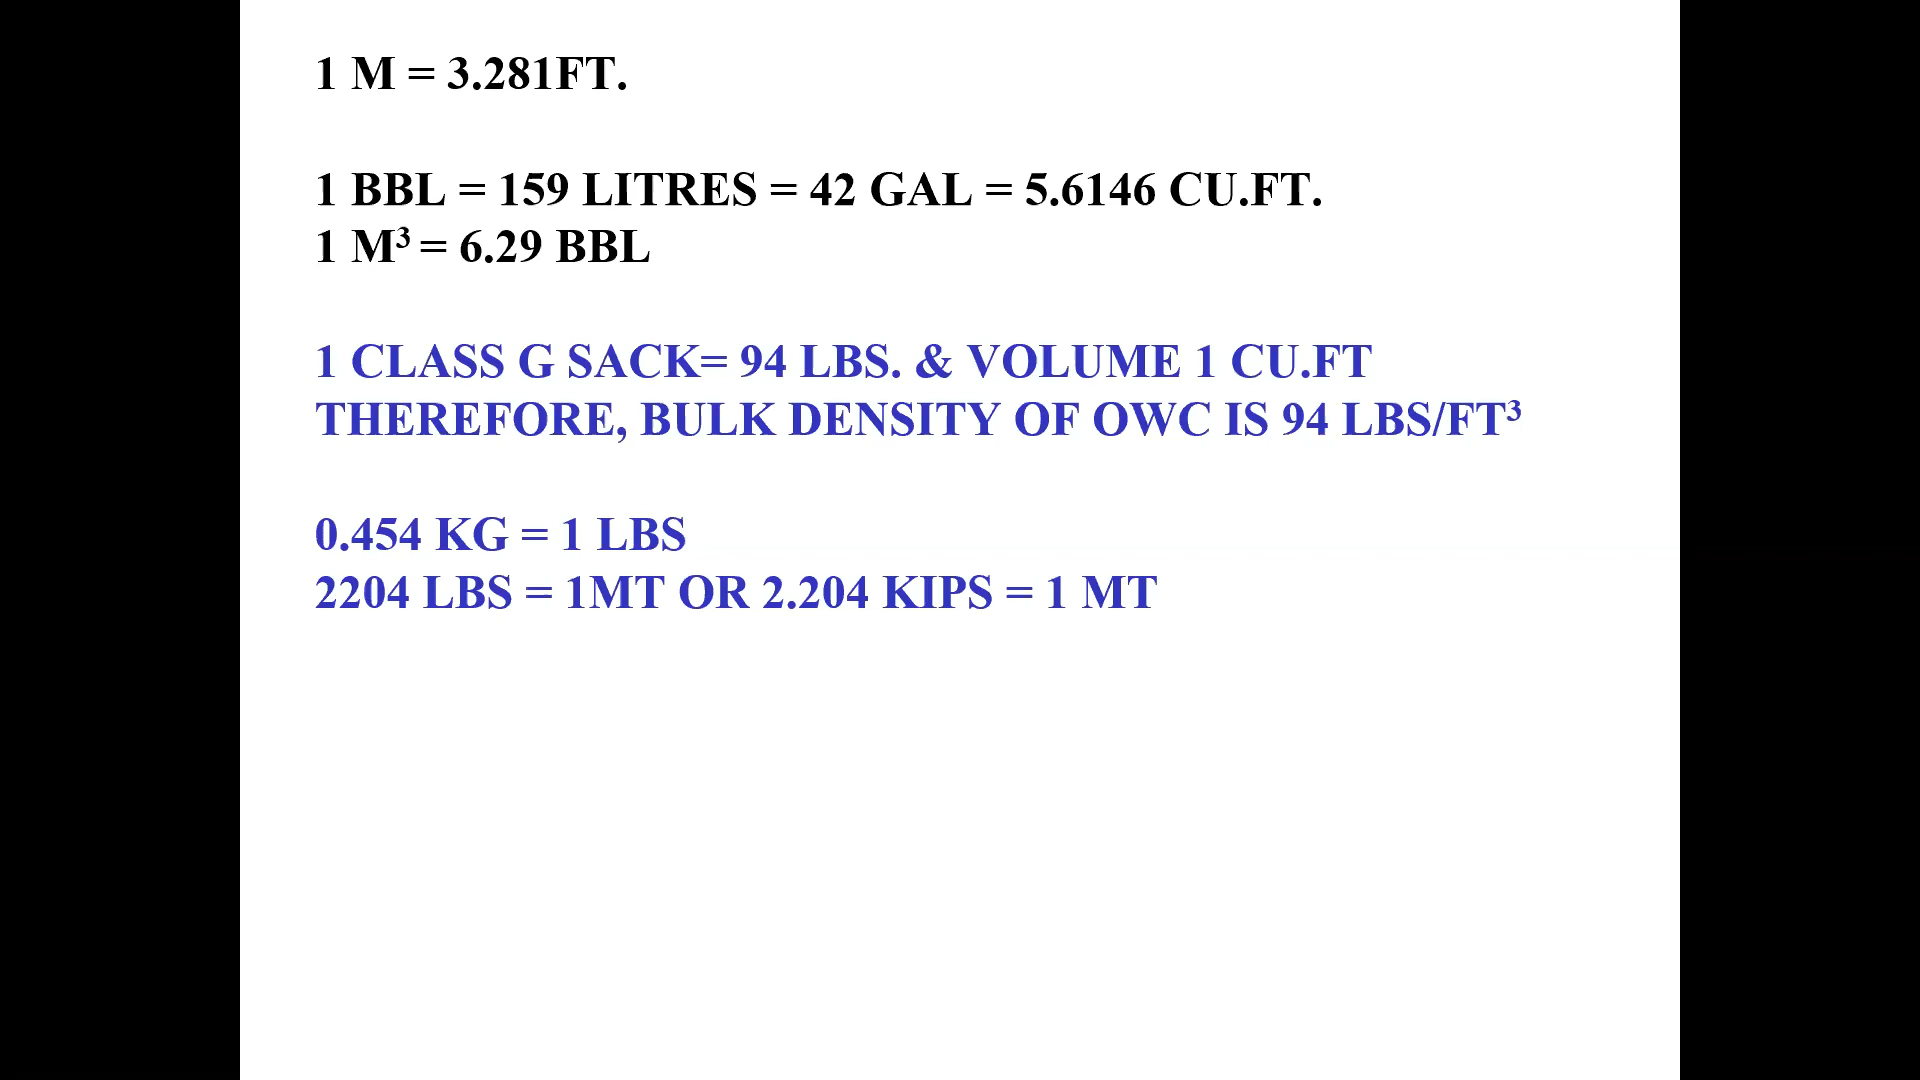 1 M = 3.281FT.
1 BBL = 159 LITRES = 42 GAL = 5.6146 CU.FT.
1 M³ = 6.29 BBL
1 CLASS G SACK= 94 LBS. & VOLUME 1 CU.FT
THEREFORE, BULK DENSITY OF OWC IS 94 LBS/FT³
0.454 KG = 1 LBS
2204 LBS = 1MT OR 2.204 KIPS = 1 MT